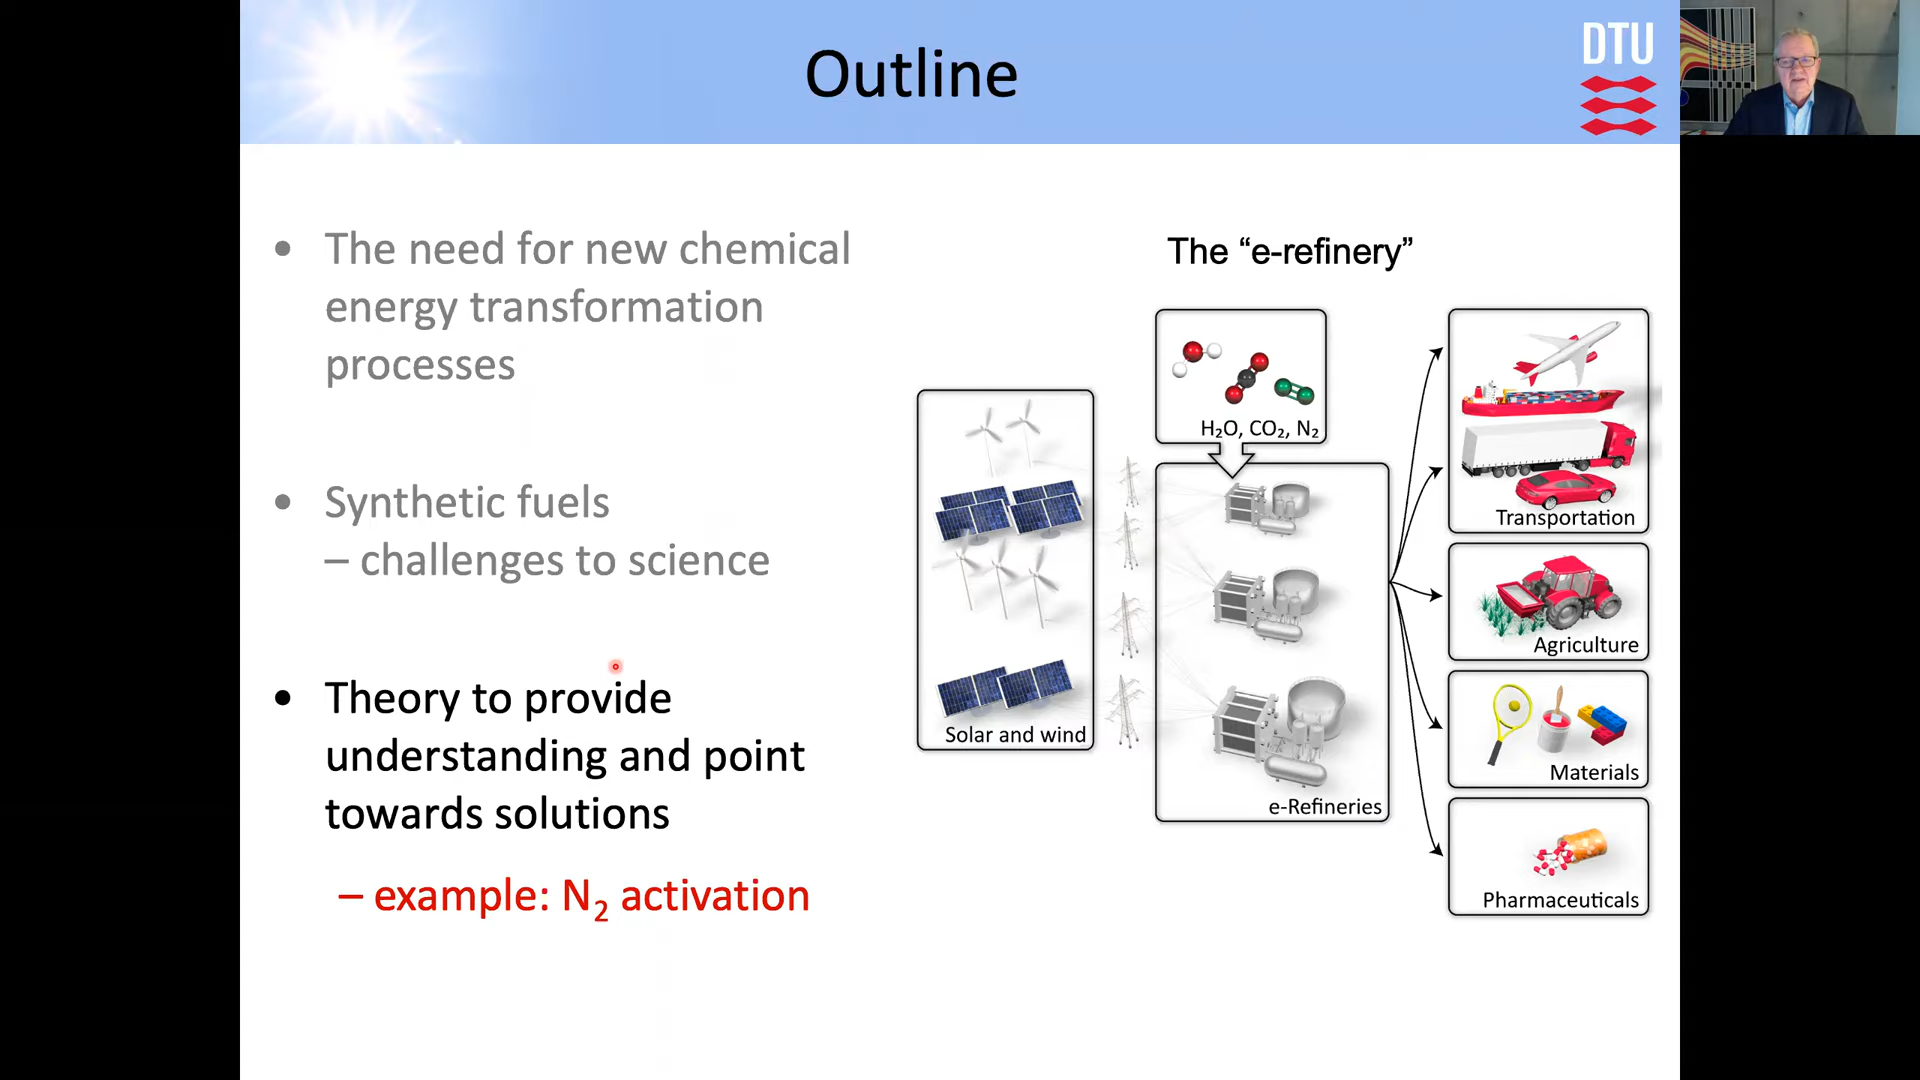 Outline
DTU
• The need for new chemical
energy transformation
processes
• Synthetic fuels
– challenges to science
• Theory to provide
understanding and point
towards solutions
– example: N₂ activation
The “e-refinery”
H₂O, CO₂, N₂
Solar and wind
e-Refineries
Transportation
Agriculture
Materials
Pharmaceuticals